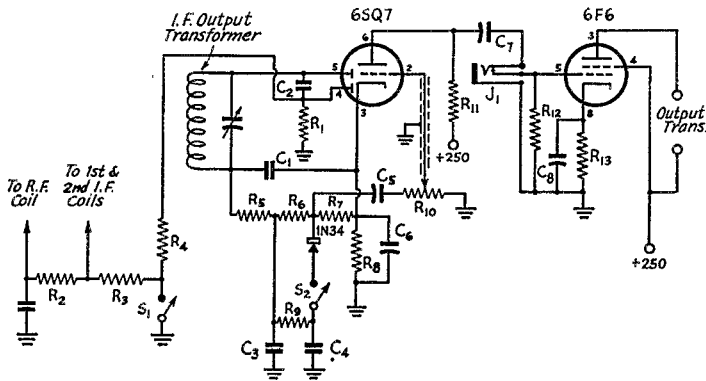 I.F. Output
Transformer
6SQ7
6F6
6
5
4
2
3
C2
R1
C1
C7
J1
R11
+250
3
5
4
8
R12
C8
R13
Output
Trans.
+250
To R.F.
Coil
To 1st &
2nd I.F.
Coils
R4
R2
R3
S1
R5
R6
R7
1N34
C5
R10
C6
R8
S2
R9
C3
C4